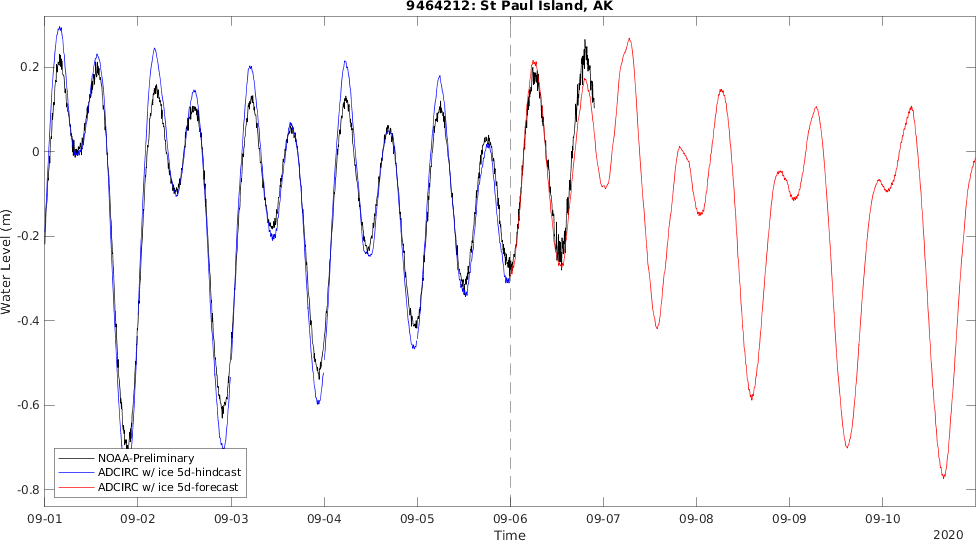 9464212: St Paul Island, AK
Water Level (m)
0.2
0
-0.2
-0.4
-0.6
-0.8
NOAA-Preliminary
ADCIRC w/ ice 5d-hindcast
ADCIRC w/ ice 5d-forecast
09-01 09-02 09-03 09-04 09-05 09-06 09-07 09-08 09-09 09-10
Time
2020